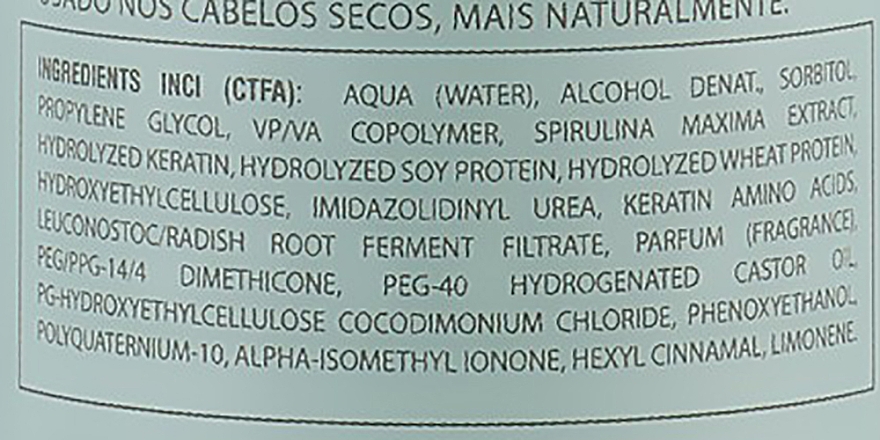 USADO NOS CABELOS SECOS, MAIS NATURALMENTE.
INGREDIENTS INCI (CTFA): AQUA (WATER), ALCOHOL DENAT., SORBITOL,
PROPYLENE GLYCOL, VP/VA COPOLYMER, SPIRULINA MAXIMA EXTRACT,
HYDROLYZED KERATIN, HYDROLYZED SOY PROTEIN, HYDROLYZED WHEAT PROTEIN,
HYDROXYETHYLCELLULOSE, IMIDAZOLIDINYL UREA, KERATIN AMINO ACIDS,
LEUCONOSTOC/RADISH ROOT FERMENT FILTRATE, PARFUM (FRAGRANCE),
PEG/PPG-14/4 DIMETHICONE, PEG-40 HYDROGENATED CASTOR OIL,
PG-HYDROXYETHYLCELLULOSE COCODIMONIUM CHLORIDE, PHENOXYETHANOL,
POLYQUATERNIUM-10, ALPHA-ISOMETHYL IONONE, HEXYL CINNAMAL, LIMONENE.